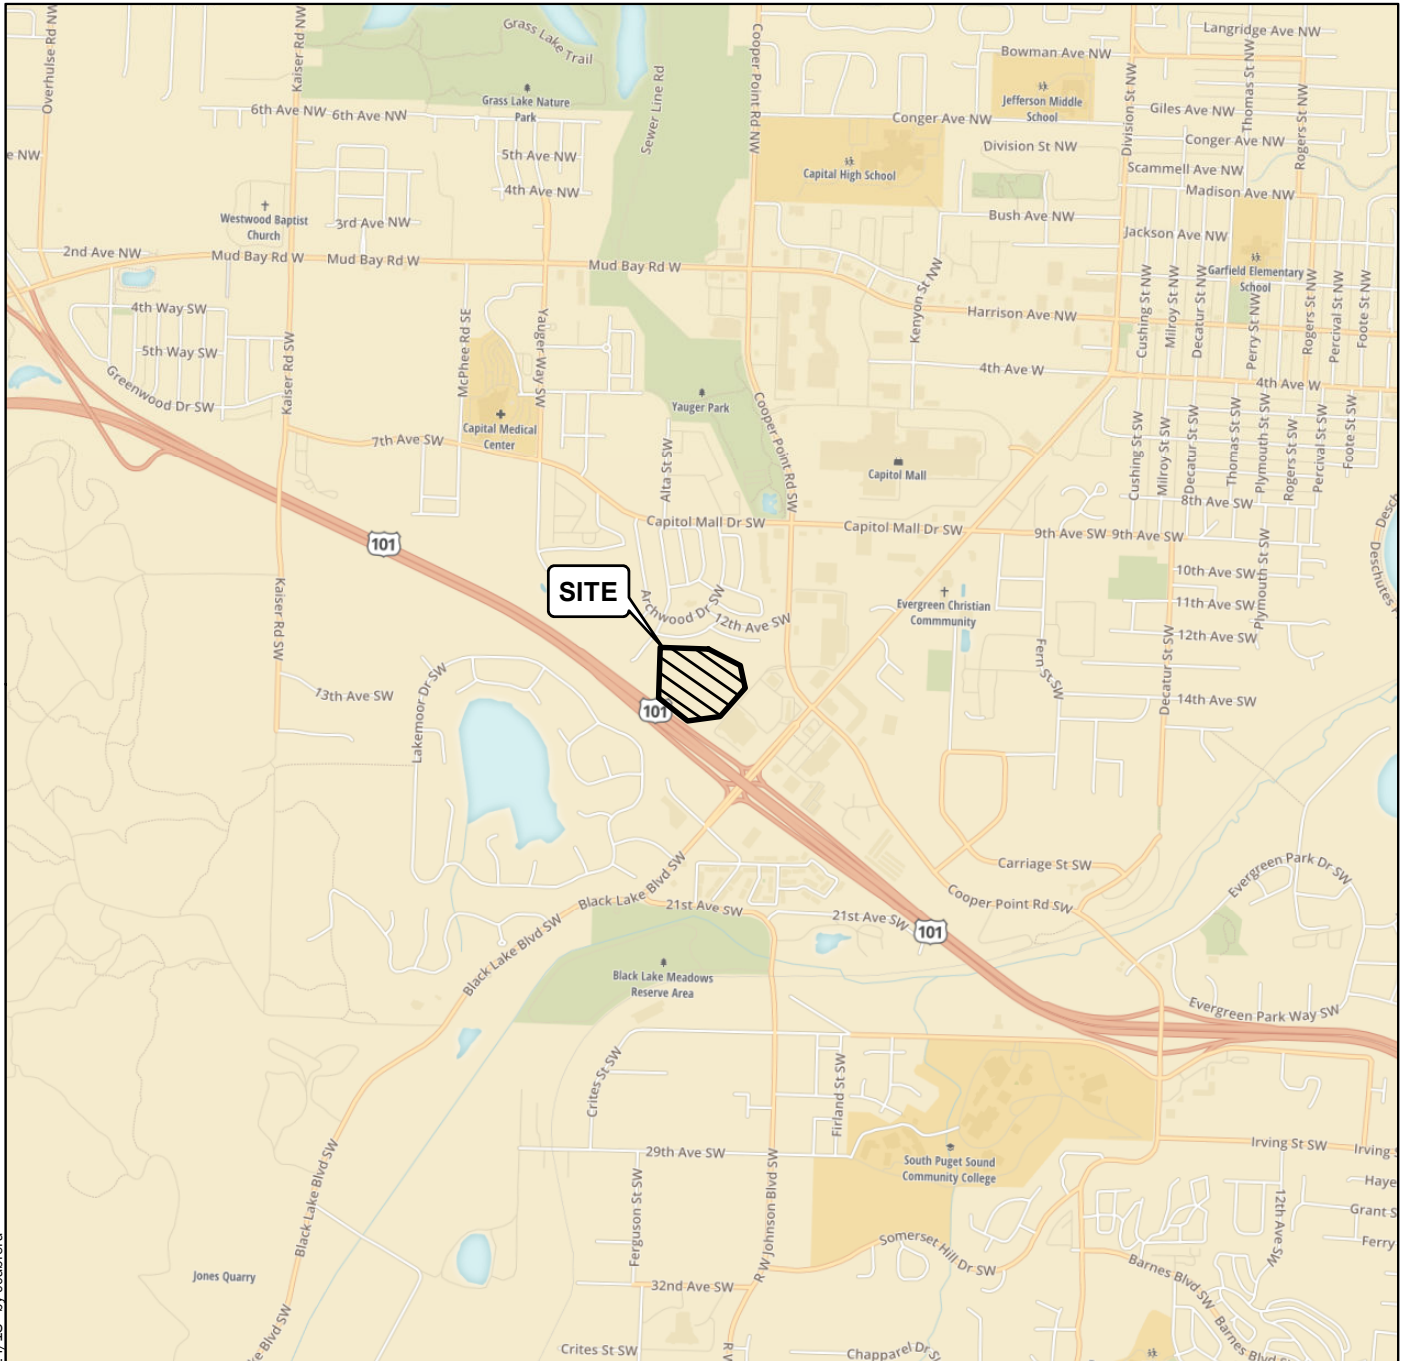 Overhulse Rd NW
Kaiser Rd NW
Grass Lake Trail
Sewer Line Rd
Cooper Point Rd NW
Langridge Ave NW
Bowman Ave NW
Thomas St NW
Division St NW
Rogers St NW
Grass Lake Nature
Park
Jefferson Middle
School
Giles Ave NW
6th Ave NW
6th Ave NW
Conger Ave NW
Conger Ave NW
e NW
5th Ave NW
Division St NW
Capital High School
Scammell Ave NW
4th Ave NW
Madison Ave NW
Westwood Baptist
Church
3rd Ave NW
Bush Ave NW
Jackson Ave NW
2nd Ave NW
Mud Bay Rd W
Mud Bay Rd W
Mud Bay Rd W
Garfield Elementary
School
Kenyon St NW
Cushing St NW
Milroy St NW
Decatur St NW
Perry St NW
Rogers St NW
Percival St NW
Foote St NW
4th Way SW
Harrison Ave NW
5th Way SW
Kaiser Rd SW
McPhee Rd SE
Yauger Way SW
4th Ave W
4th Ave W
Greenwood Dr SW
Yauger Park
Cooper Point Rd SW
Capital Medical
Center
7th Ave SW
Alta St SW
Capitol Mall
Cushing St SW
Milroy St SW
Decatur St SW
Thomas St SW
Plymouth St SW
Rogers St SW
Percival St SW
Foote St SW
8th Ave SW
Capitol Mall Dr SW
Capitol Mall Dr SW
9th Ave SW
9th Ave SW
Plymouth St SW
101
10th Ave SW
SITE
Kaiser Rd SW
Archwood Dr SW
12th Ave SW
Evergreen Christian
Commmunity
11th Ave SW
12th Ave SW
Fern St SW
Decatur St SW
13th Ave SW
Lakemoor Dr SW
101
14th Ave SW
Carriage St SW
Evergreen Park Dr SW
Black Lake Blvd SW
21st Ave SW
21st Ave SW
Cooper Point Rd SW
101
Black Lake Blvd SW
Black Lake Meadows
Reserve Area
Evergreen Park Way SW
Crites St SW
Firland St SW
29th Ave SW
South Puget Sound
Community College
Irving St SW
Irving
Haye
Grant S
Ferry
12th Ave SW
Black Lake Blvd SW
Ferguson St SW
R W Johnson Blvd SW
Somerset Hill Dr SW
Jones Quarry
32nd Ave SW
Barnes Blvd SW
Barnes Blvd
ke Blvd SW
Crites St SW
Chapparel Dr S